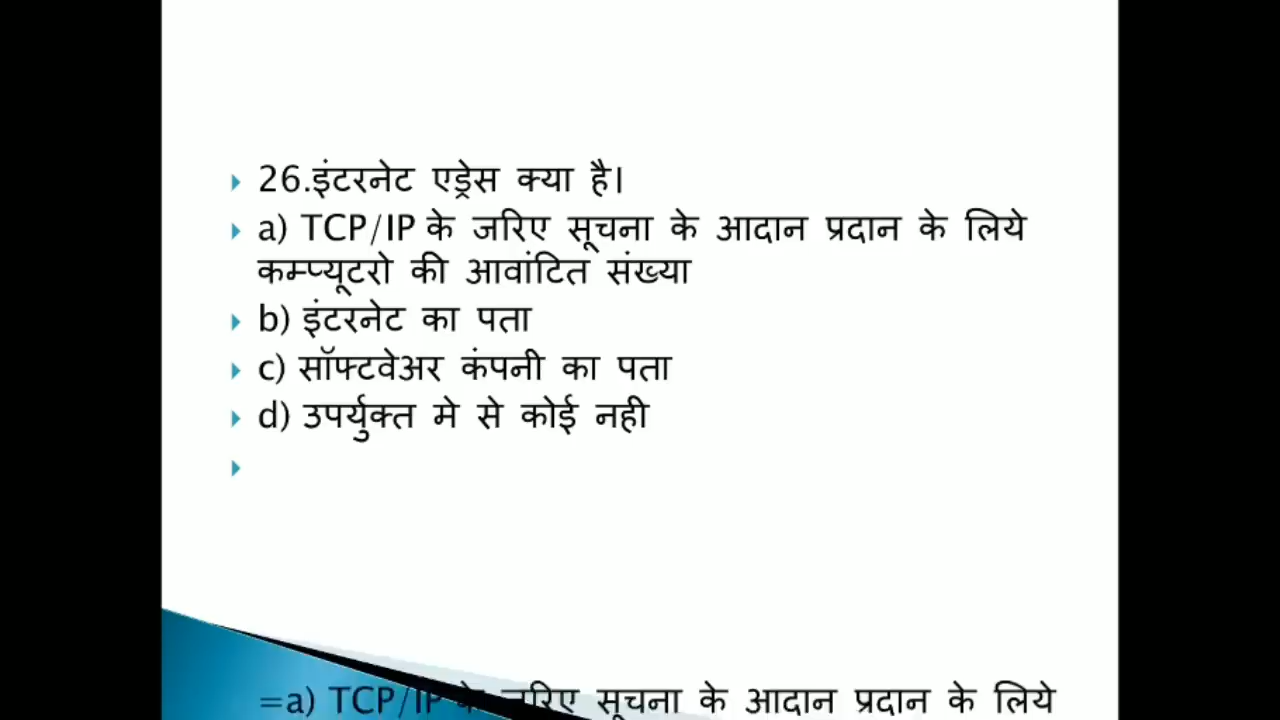 26.इंटरनेट एड्रेस क्या है।
a) TCP/IP के जरिए सूचना के आदान प्रदान के लिये
कम्प्यूटरो की आवांटित संख्या
b) इंटरनेट का पता
c) सॉफ्टवेअर कंपनी का पता
d) उपर्युक्त मे से कोई नही
=a) TCP/IP के जरिए सूचना के आदान प्रदान के लिये